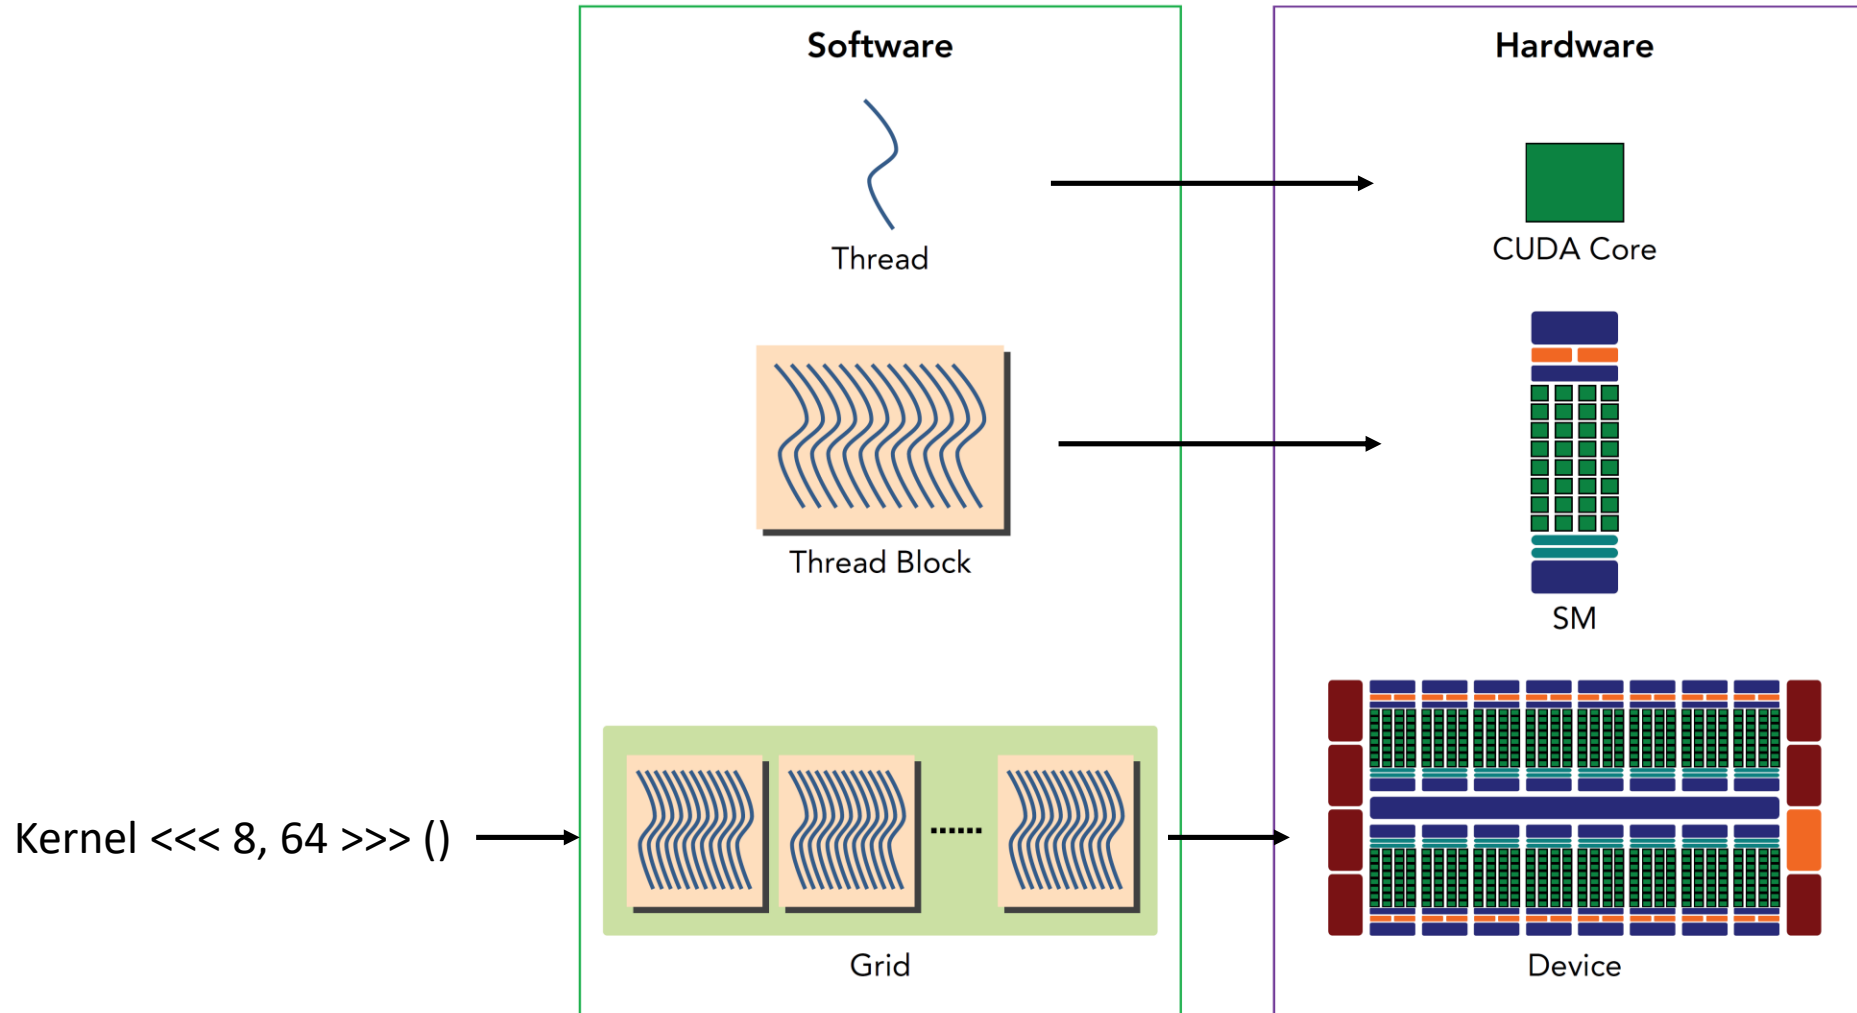 Software
Hardware
Thread
CUDA Core
Thread Block
SM
Kernel <<< 8, 64 >>> ()
Grid
Device